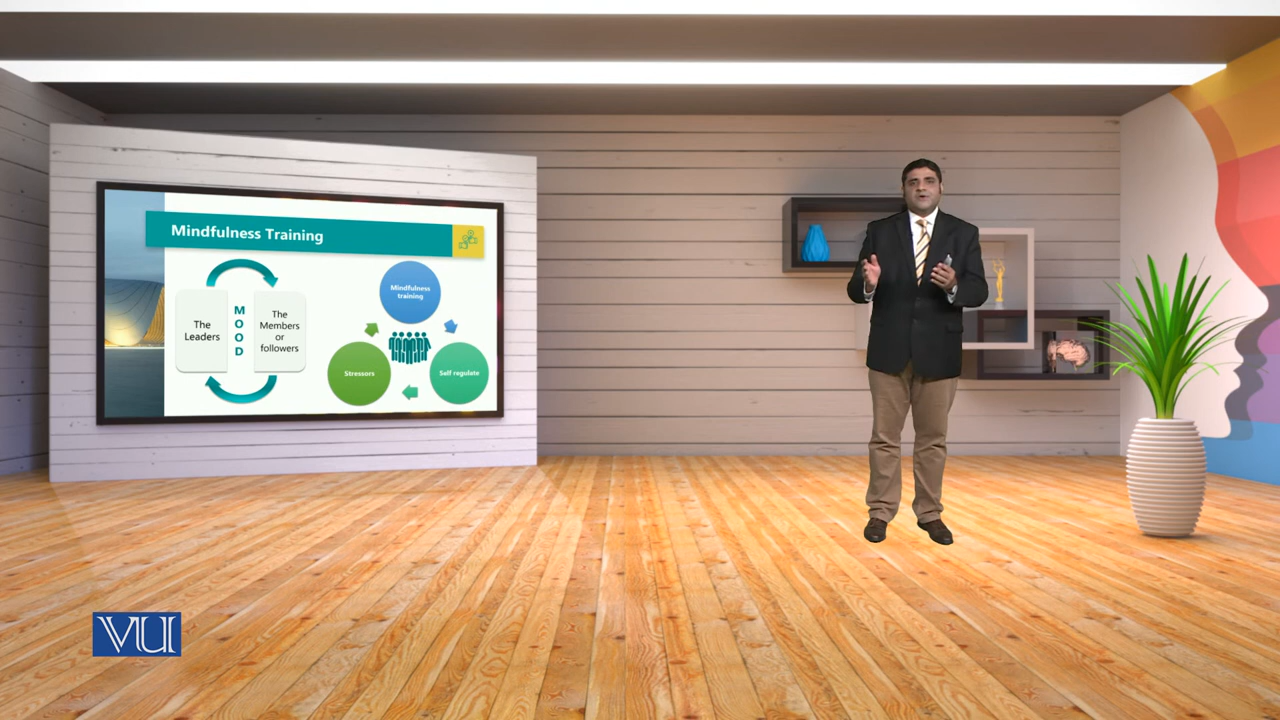 Mindfulness Training
The
Leaders
M
O
O
D
The
Members
or
followers
Mindfulness
training
Stressors
Self regulate
VU